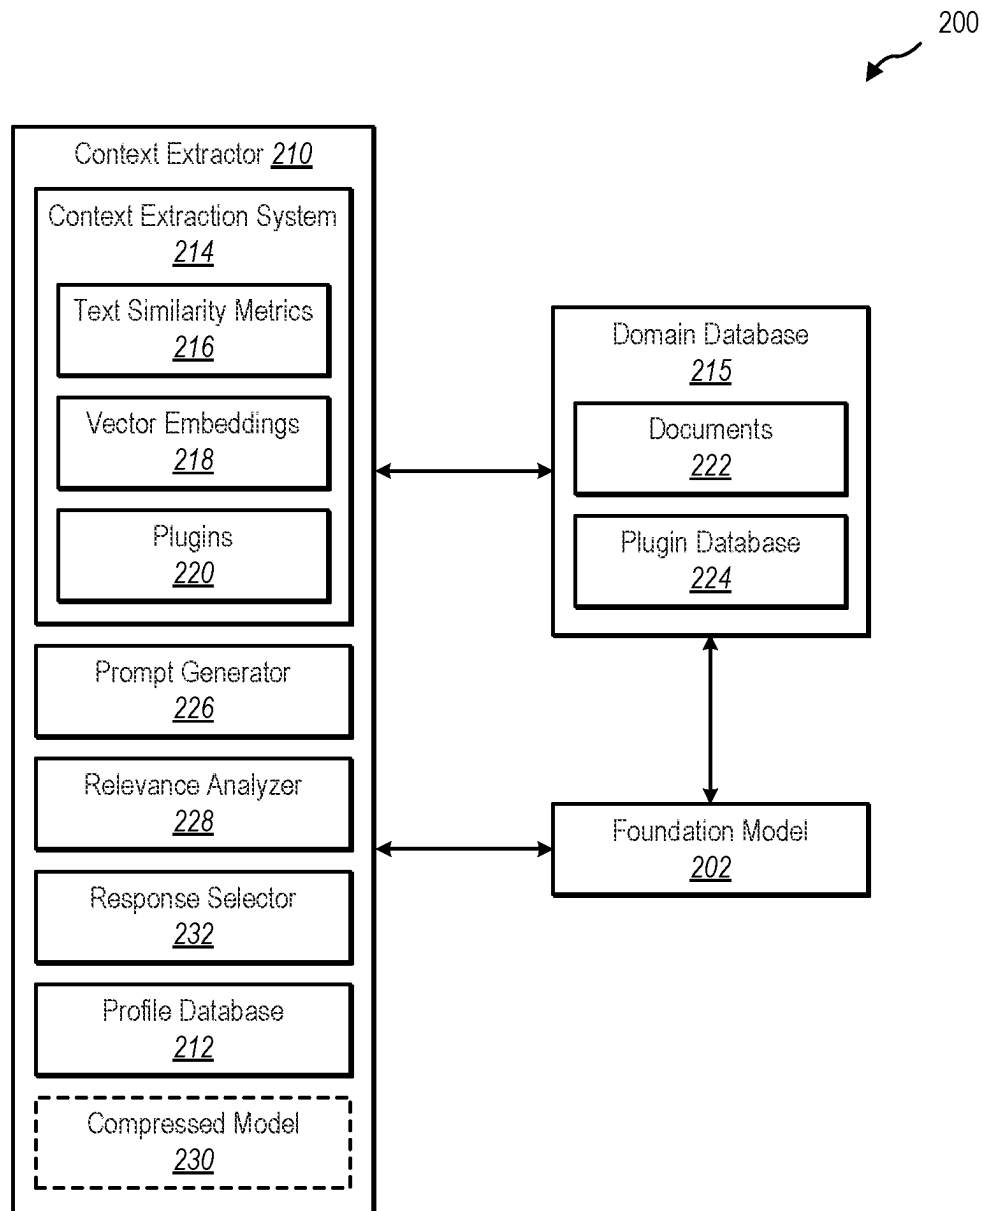 200
Context Extractor 210
Context Extraction System
214
Text Similarity Metrics
216
Vector Embeddings
218
Plugins
220
Prompt Generator
226
Relevance Analyzer
228
Response Selector
232
Profile Database
212
Compressed Model
230
Domain Database
215
Documents
222
Plugin Database
224
Foundation Model
202